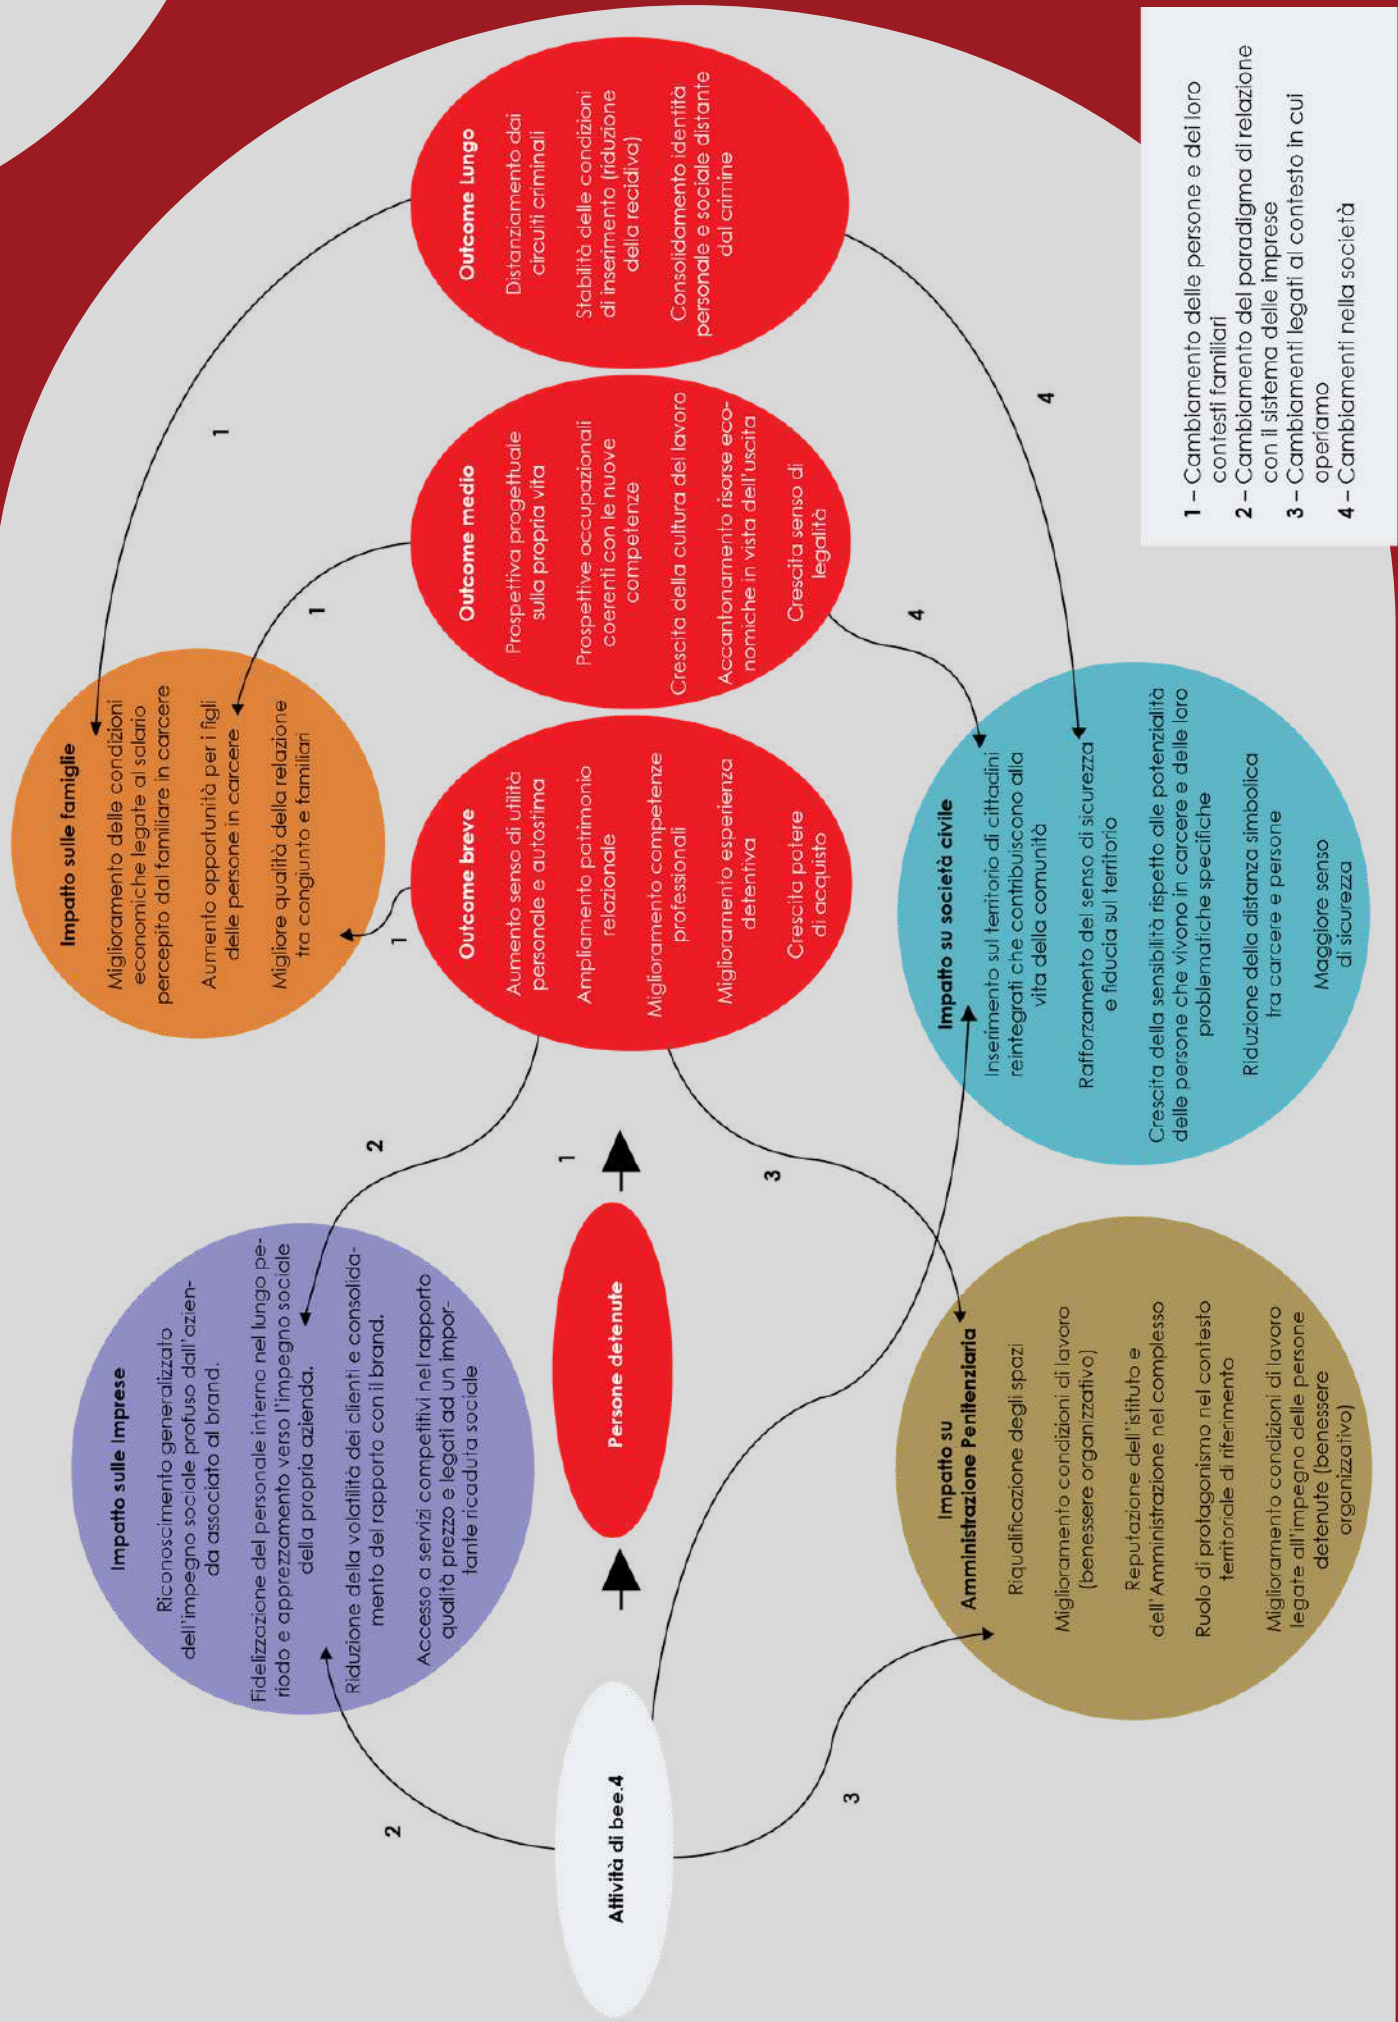 Impatto sulle Imprese
Riconoscimento generalizzato
dell'impegno sociale profuso dall'azien-
da associato al brand.
Fidelizzazione del personale interno nel lungo pe-
riodo e apprezzamento verso l'impegno sociale
della propria azienda.
Riduzione della volatilità dei clienti e consolida-
mento del rapporto con il brand.
Accesso a servizi competitivi nel rapporto
qualità prezzo e legati ad un impor-
tante ricaduta sociale
Impatto sulle famiglie
Miglioramento delle condizioni
economiche legate al salario
percepito dal familiare in carcere
Aumento opportunità per i figli
delle persone in carcere
Migliore qualità della relazione
tra congiunto e familiari
1
1
1
2
2
Attività di bee.4
Persone detenute
1
Outcome breve
Aumento senso di utilità
personale e autostima
Ampliamento patrimonio
relazionale
Miglioramento competenze
professionali
Miglioramento esperienza
detentiva
Crescita potere
di acquisto
Outcome medio
Prospettiva progettuale
sulla propria vita
Prospettive occupazionali
coerenti con le nuove
competenze
Crescita della cultura del lavoro
Accantonamento risorse eco-
nomiche in vista dell'uscita
Crescita senso di
legalità
Outcome Lungo
Distanziamento dai
circuiti criminali
Stabilità delle condizioni
di inserimento (riduzione
della recidiva)
Consolidamento identità
personale e sociale distante
dal crimine
3
3
4
4
Impatto su
Amministrazione Penitenziaria
Riqualificazione degli spazi
Miglioramento condizioni di lavoro
(benessere organizzativo)
Reputazione dell'istituto e
dell' Amministrazione nel complesso
Ruolo di protagonismo nel contesto
territoriale di riferimento
Miglioramento condizioni di lavoro
legate all'impegno delle persone
detenute (benessere
organizzativo)
Impatto su società civile
Inserimento sul territorio di cittadini
reintegrati che contribuiscono alla
vita della comunità
Rafforzamento del senso di sicurezza
e fiducia sul territorio
Crescita della sensibilità rispetto alle potenzialità
delle persone che vivono in carcere e delle loro
problematiche specifiche
Riduzione della distanza simbolica
tra carcere e persone
Maggiore senso
di sicurezza
1 – Cambiamento delle persone e dei loro
contesti familiari
2 – Cambiamento del paradigma di relazione
con il sistema delle imprese
3 – Cambiamenti legati al contesto in cui
operiamo
4 – Cambiamenti nella società